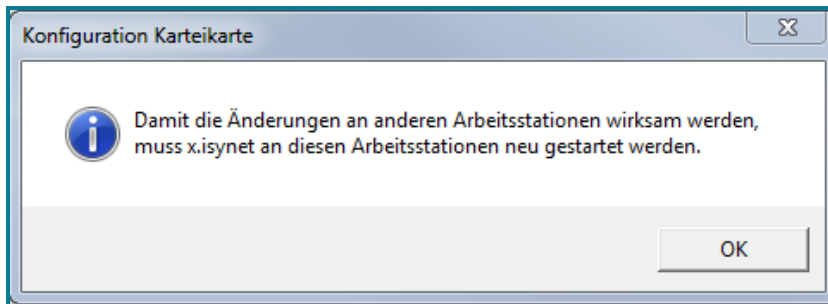 Konfiguration Karteikarte
Damit die Änderungen an anderen Arbeitsstationen wirksam werden,
muss x.isynet an diesen Arbeitsstationen neu gestartet werden.
OK